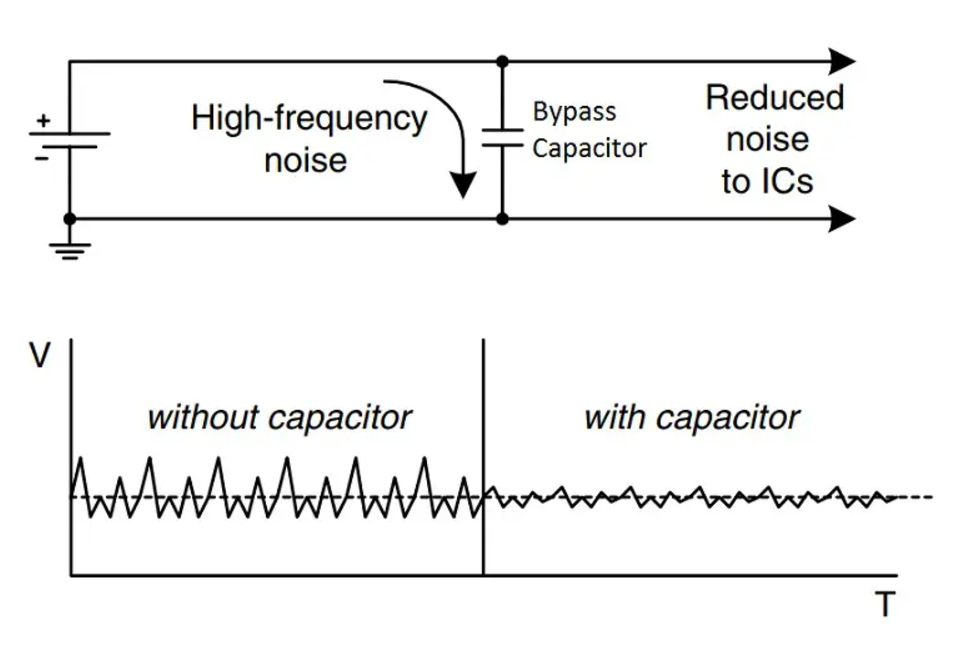 +
-
High-frequency
noise
Bypass
Capacitor
Reduced
noise
to ICs
V
without capacitor
with capacitor
T